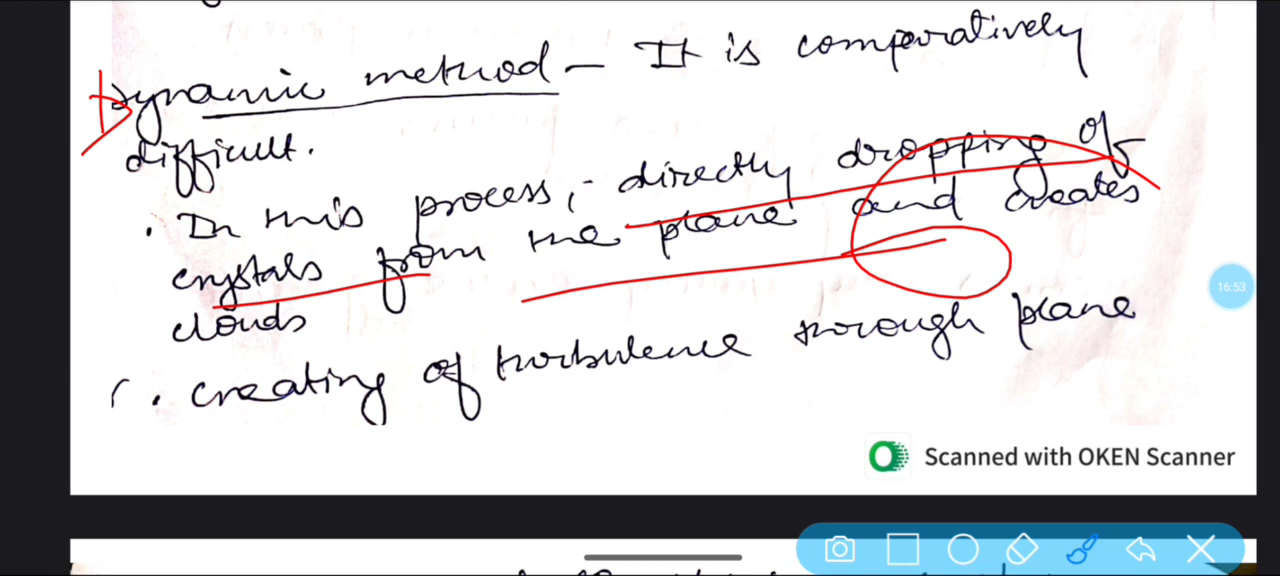 Dynamic method – It is comparatively
difficult.
. In this process, - directly dropping of
crystals from the plane and creates
clouds
. creating of turbulence through plane
16:53
Scanned with OKEN Scanner